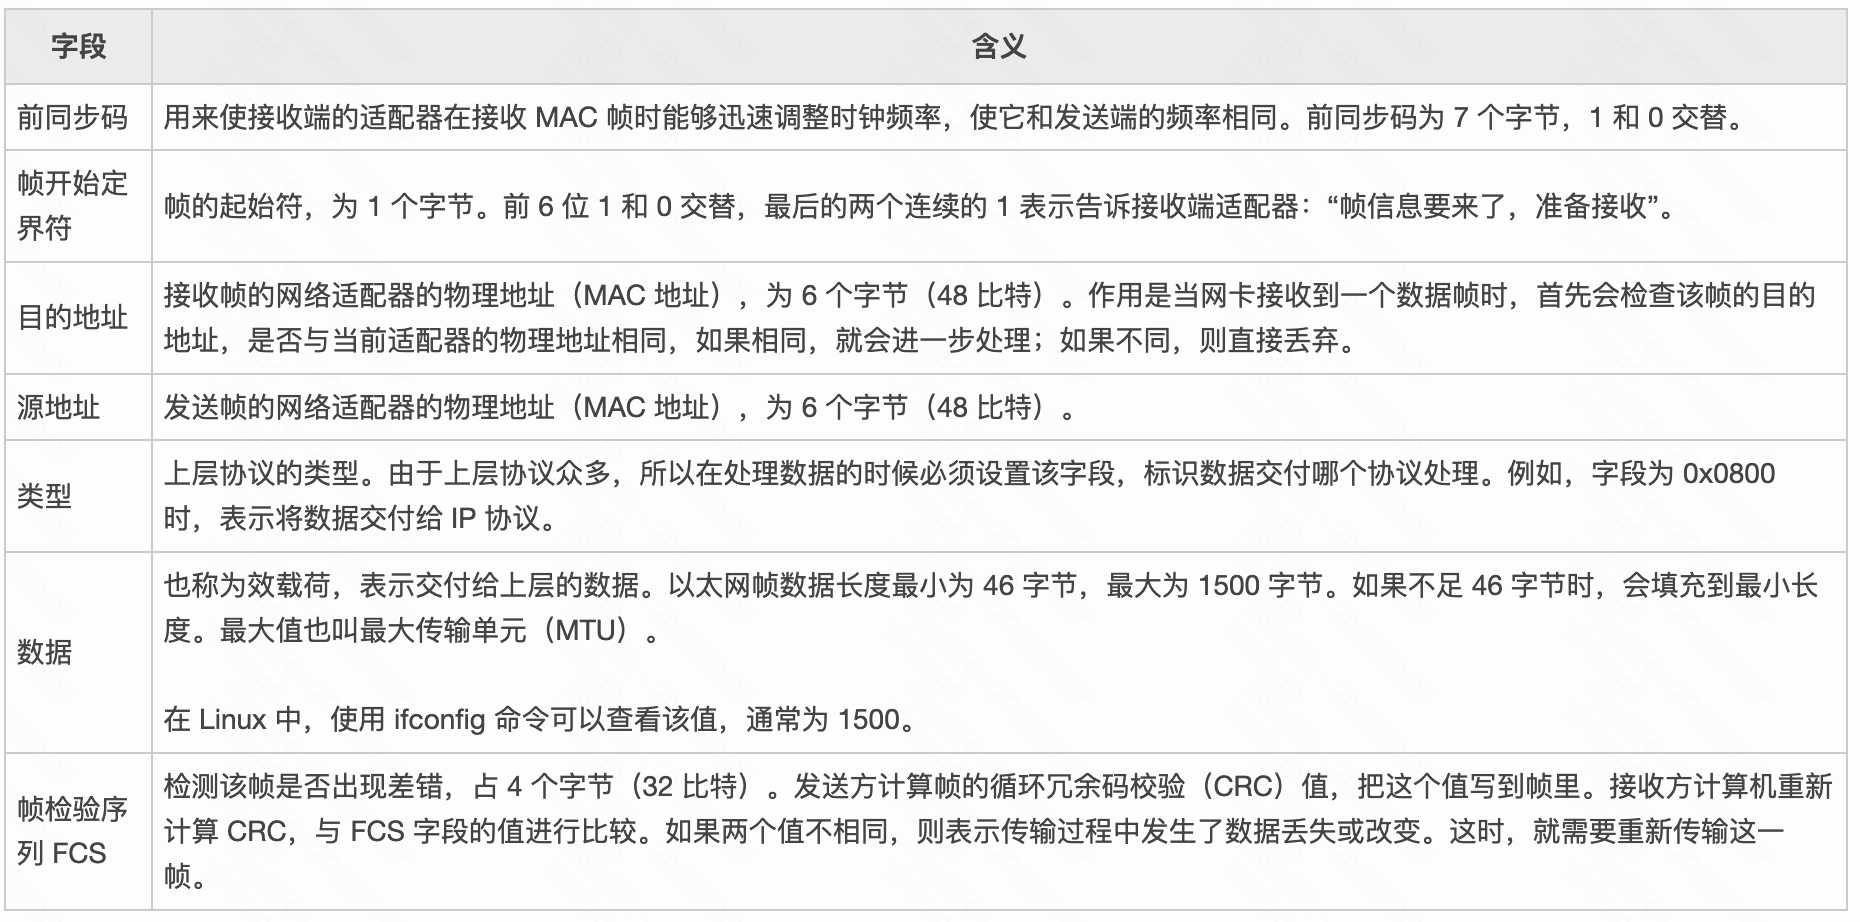 字段
含义
前同步码
用来使接收端的适配器在接收 MAC 帧时能够迅速调整时钟频率，使它和发送端的频率相同。前同步码为 7 个字节，1 和 0 交替。
帧开始定
界符
帧的起始符，为 1 个字节。前 6 位 1 和 0 交替，最后的两个连续的 1 表示告诉接收端适配器：“帧信息要来了，准备接收”。
目的地址
接收帧的网络适配器的物理地址（MAC 地址），为 6 个字节（48 比特）。作用是当网卡接收到一个数据帧时，首先会检查该帧的目的
地址，是否与当前适配器的物理地址相同，如果相同，就会进一步处理；如果不同，则直接丢弃。
源地址
发送帧的网络适配器的物理地址（MAC 地址），为 6 个字节（48 比特）。
类型
上层协议的类型。由于上层协议众多，所以在处理数据的时候必须设置该字段，标识数据交付哪个协议处理。例如，字段为 0x0800
时，表示将数据交付给 IP 协议。
数据
也称为效载荷，表示交付给上层的数据。以太网帧数据长度最小为 46 字节，最大为 1500 字节。如果不足 46 字节时，会填充到最小长
度。最大值也叫最大传输单元（MTU）。
在 Linux 中，使用 ifconfig 命令可以查看该值，通常为 1500。
帧检验序
列 FCS
检测该帧是否出现差错，占 4 个字节（32 比特）。发送方计算帧的循环冗余码校验（CRC）值，把这个值写到帧里。接收方计算机重新
计算 CRC，与 FCS 字段的值进行比较。如果两个值不相同，则表示传输过程中发生了数据丢失或改变。这时，就需要重新传输这一
帧。